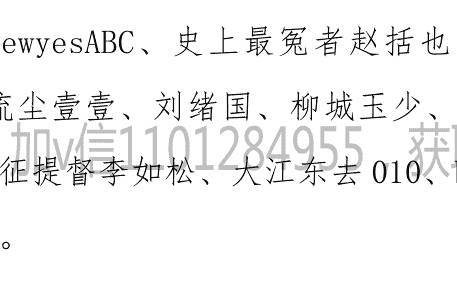 ewyesABC、史上最冤者赵括也
流尘壹壹、刘绪国、柳城玉少、
加v信1101284955，获取
征提督李如松、大江东去010、
。